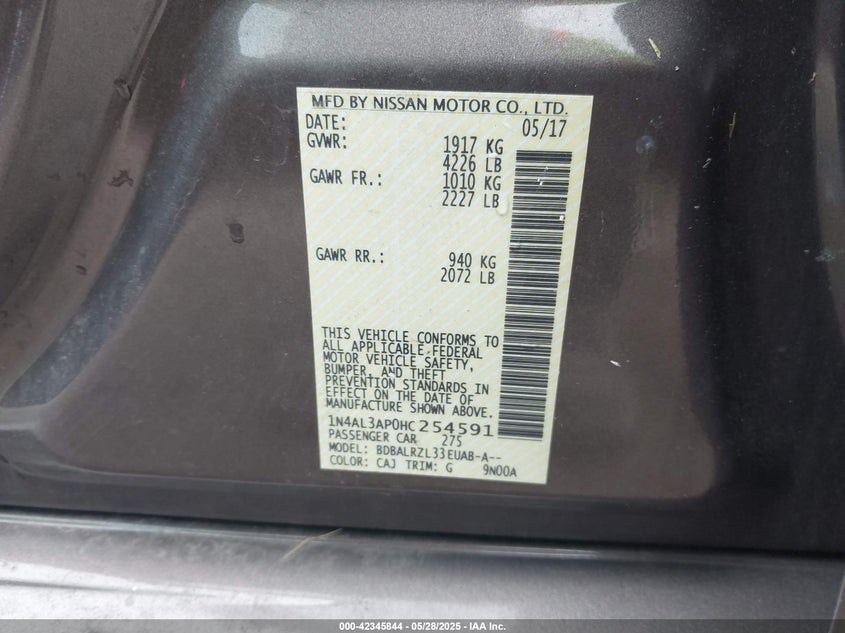 MFD BY NISSAN MOTOR CO., LTD.
DATE: 05/17
GVWR: 1917 KG
4226 LB
GAWR FR.: 1010 KG
2227 LB
GAWR RR.: 940 KG
2072 LB
THIS VEHICLE CONFORMS TO
ALL APPLICABLE FEDERAL
MOTOR VEHICLE SAFETY,
BUMPER, AND THEFT
PREVENTION STANDARDS IN
EFFECT ON THE DATE OF
MANUFACTURE SHOWN ABOVE.
1N4AL3AP0HC254591
PASSENGER CAR 275
MODEL: BDBALRZL33EUAB-A--
COLOR: CAJ TRIM: G 9N00A
000-42345844 — 05/28/2025 - IAA Inc.